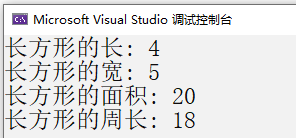 Microsoft Visual Studio 调试控制台
长方形的长: 4
长方形的宽: 5
长方形的面积: 20
长方形的周长: 18